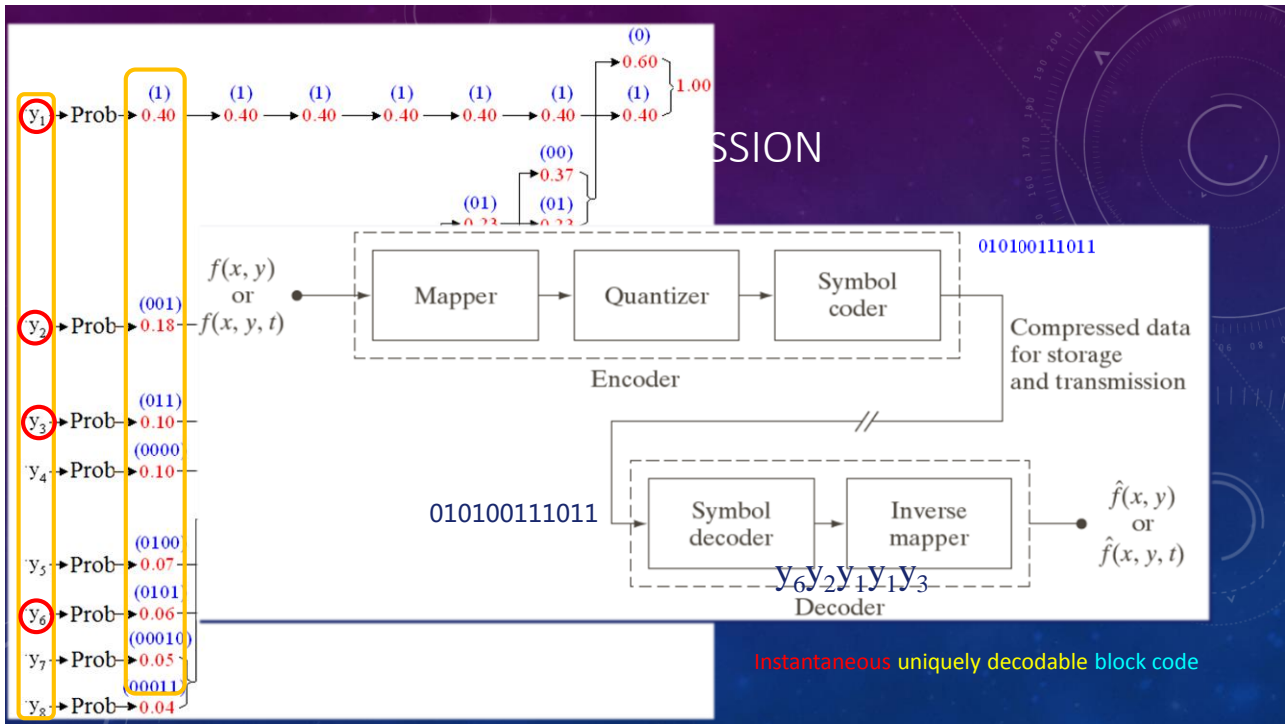 (0)
0.60
(1) (1) (1) (1) (1) (1) (1)
1.00
y₁ Prob 0.40 0.40 0.40 0.40 0.40 0.40 0.40
SSION
(00)
0.37
(01) (01)
0.23 0.23
010100111011
f(x, y)
or
f(x, y, t)
Mapper
Quantizer
Symbol
coder
Encoder
Compressed data
for storage
and transmission
(001)
y₂ Prob 0.18
(011)
y₃ Prob 0.10
(0000)
y₄ Prob 0.10
010100111011
Symbol
decoder
Inverse
mapper
y₆y₂y₁y₁y₃
Decoder
f̂(x, y)
or
f̂(x, y, t)
(0100)
y₅ Prob 0.07
(0101)
y₆ Prob 0.06
(00010)
y₇ Prob 0.05
(00011)
y₈ Prob 0.04
Instantaneous uniquely decodable block code